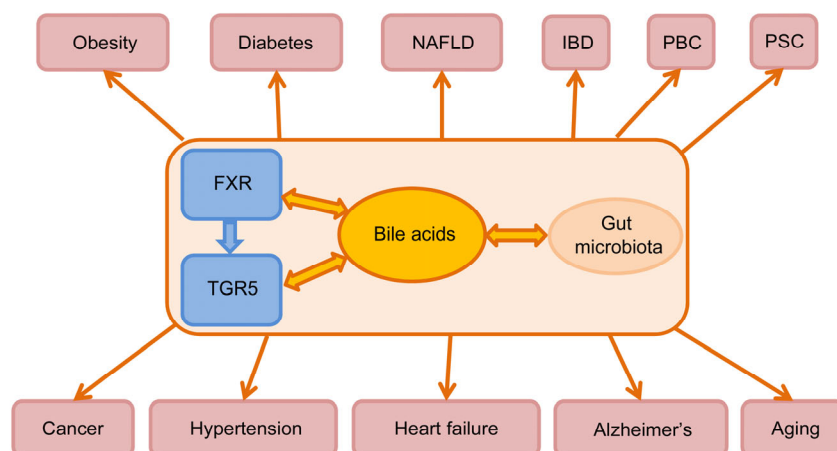 Obesity
Diabetes
NAFLD
IBD
PBC
PSC
FXR
TGR5
Bile acids
Gut
microbiota
Cancer
Hypertension
Heart failure
Alzheimer’s
Aging